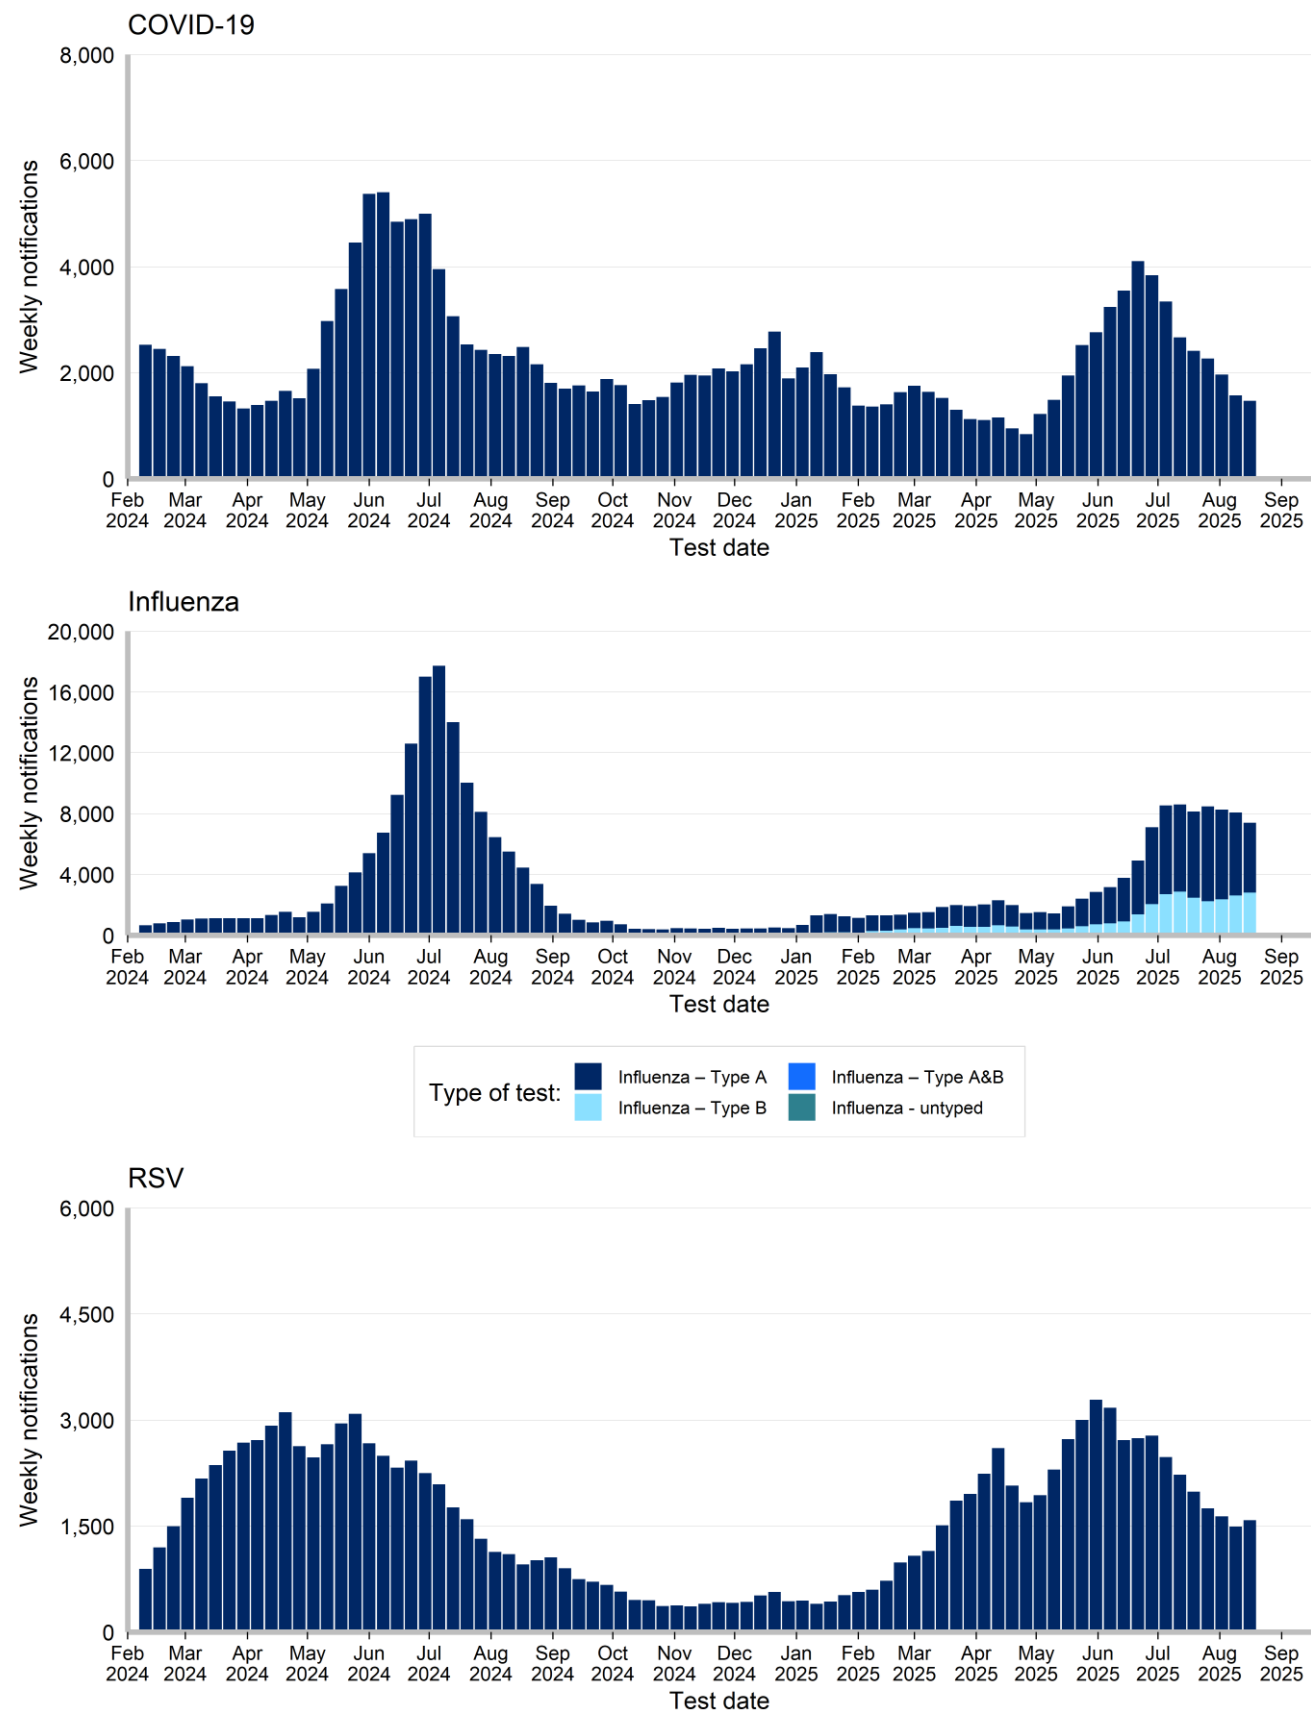 COVID-19
8,000
6,000
4,000
2,000
0
Weekly notifications
Feb Mar Apr May Jun Jul Aug Sep Oct Nov Dec Jan Feb Mar Apr May Jun Jul Aug Sep
2024 2024 2024 2024 2024 2024 2024 2024 2024 2024 2024 2025 2025 2025 2025 2025 2025 2025 2025 2025
Test date
Influenza
20,000
16,000
12,000
8,000
4,000
0
Weekly notifications
Feb Mar Apr May Jun Jul Aug Sep Oct Nov Dec Jan Feb Mar Apr May Jun Jul Aug Sep
2024 2024 2024 2024 2024 2024 2024 2024 2024 2024 2024 2025 2025 2025 2025 2025 2025 2025 2025 2025
Test date
Type of test:
Influenza – Type A
Influenza – Type A&B
Influenza – Type B
Influenza - untyped
RSV
6,000
4,500
3,000
1,500
0
Weekly notifications
Feb Mar Apr May Jun Jul Aug Sep Oct Nov Dec Jan Feb Mar Apr May Jun Jul Aug Sep
2024 2024 2024 2024 2024 2024 2024 2024 2024 2024 2024 2025 2025 2025 2025 2025 2025 2025 2025 2025
Test date